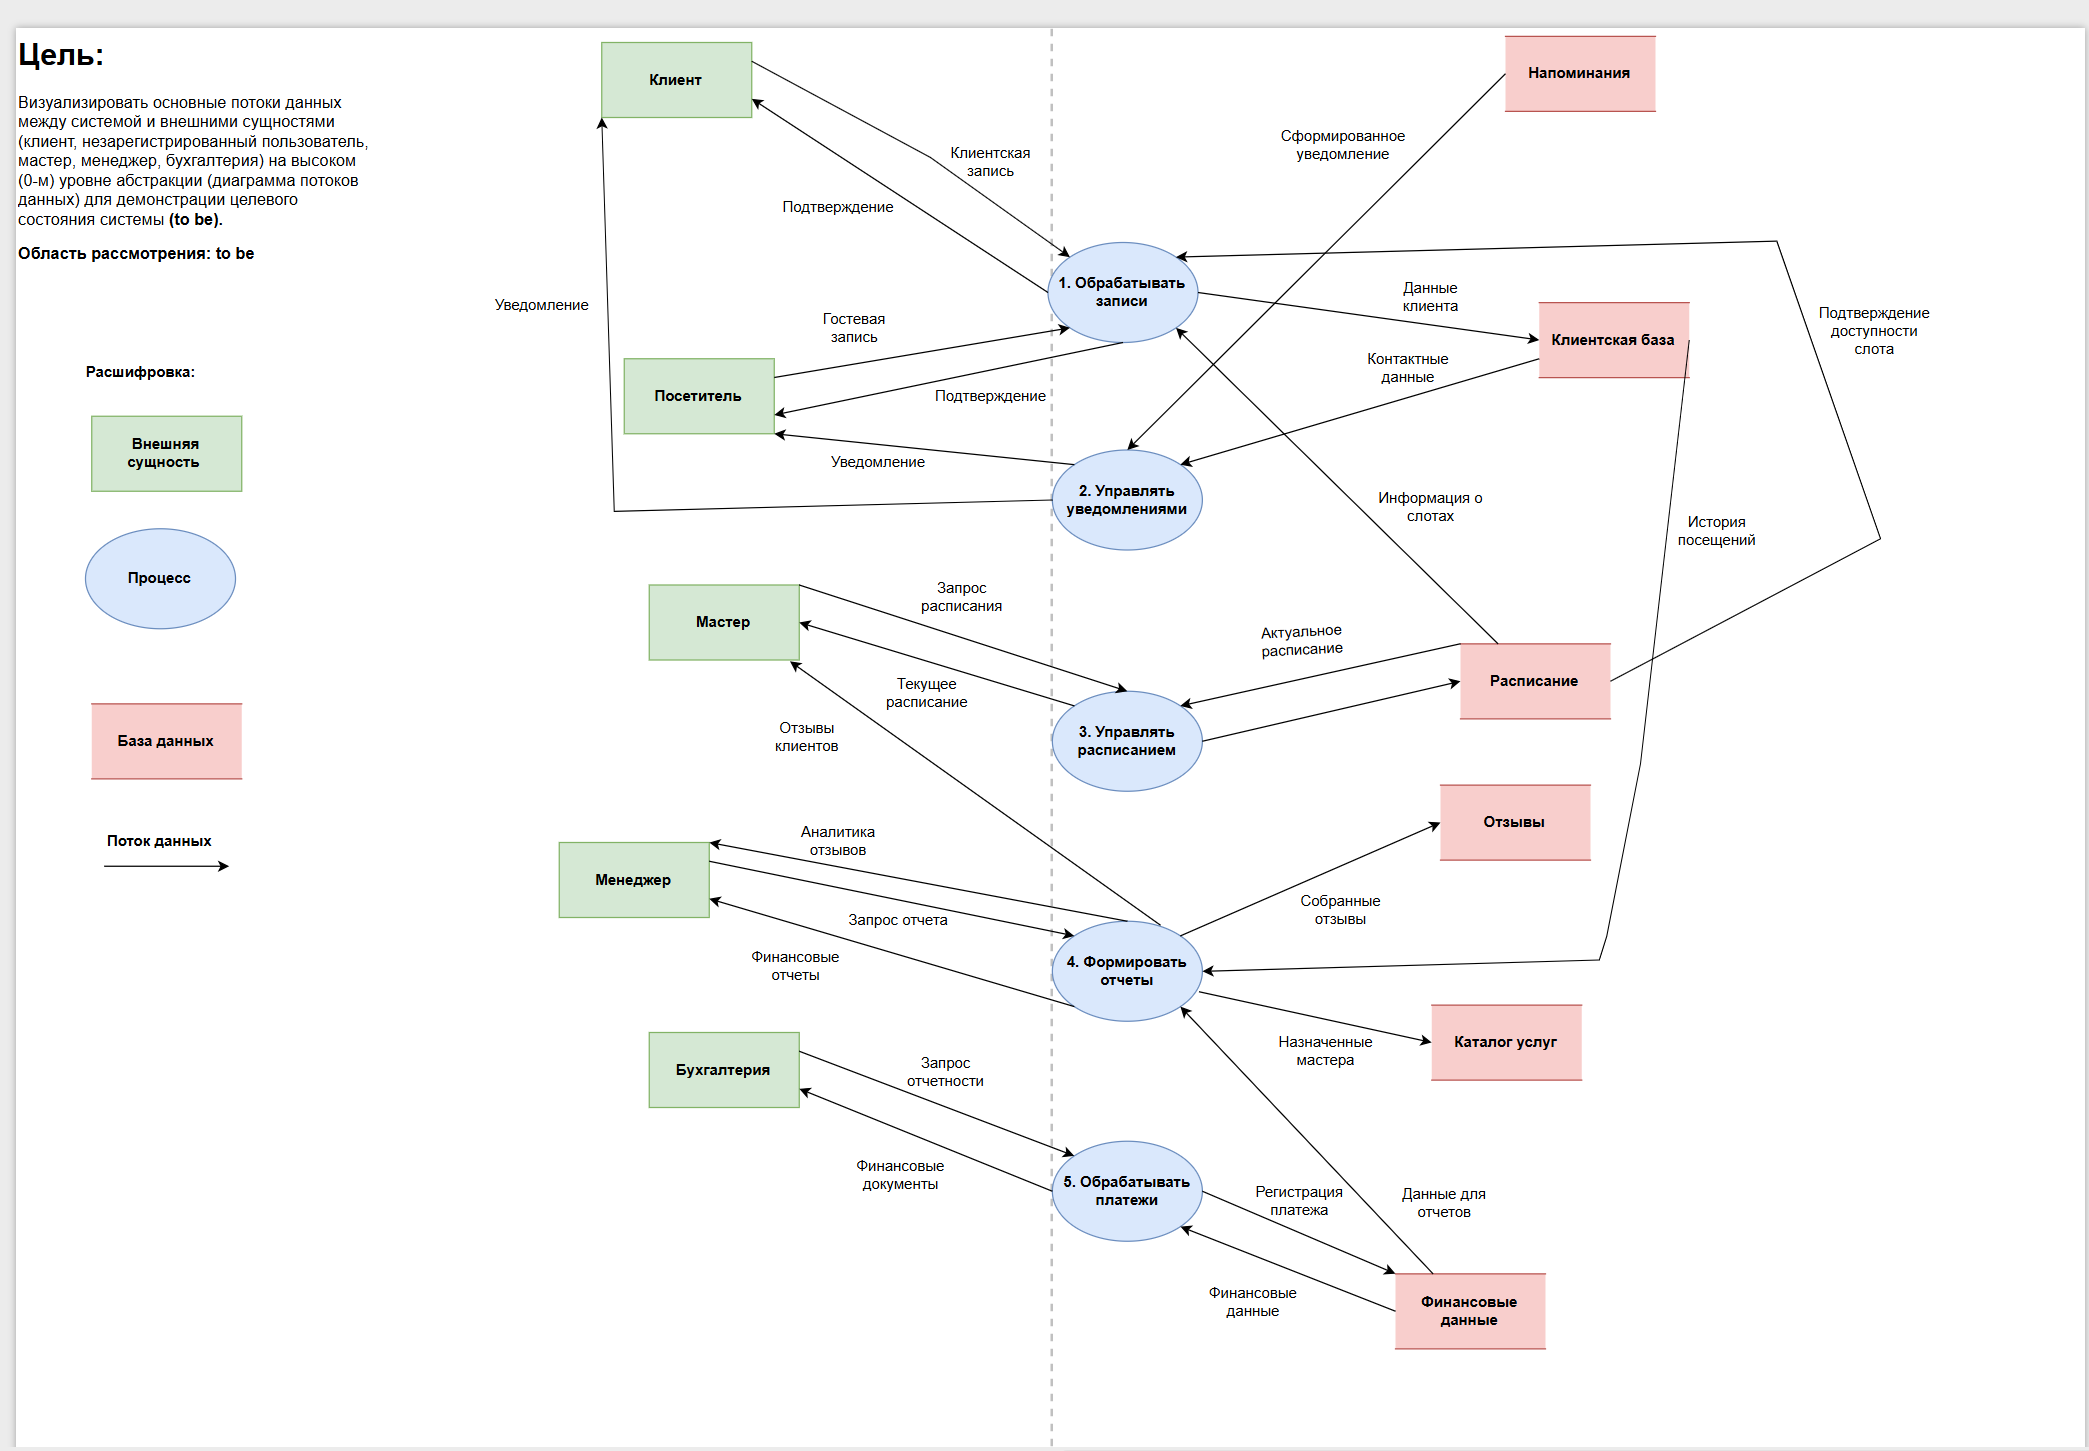 Цель:
Визуализировать основные потоки данных
между системой и внешними сущностями
(клиент, незарегистрированный пользователь,
мастер, менеджер, бухгалтерия) на высоком
(0-м) уровне абстракции (диаграмма потоков
данных) для демонстрации целевого
состояния системы (to be).
Область рассмотрения: to be
Расшифровка:
Внешняя
сущность
Процесс
База данных
Поток данных
Клиент
Напоминания
Сформированное
уведомление
Клиентская
запись
Подтверждение
1. Обрабатывать
записи
Уведомление
Гостевая
запись
Данные
клиента
Клиентская база
Подтверждение
доступности
слота
Контактные
данные
Посетитель
Подтверждение
Уведомление
2. Управлять
уведомлениями
Информация о
слотах
История
посещений
Мастер
Запрос
расписания
Актуальное
расписание
Расписание
Текущее
расписание
3. Управлять
расписанием
Отзывы
клиентов
Отзывы
Аналитика
отзывов
Менеджер
Запрос отчета
Собранные
отзывы
Финансовые
отчеты
4. Формировать
отчеты
Назначенные
мастера
Каталог услуг
Бухгалтерия
Запрос
отчетности
Финансовые
документы
5. Обрабатывать
платежи
Регистрация
платежа
Данные для
отчетов
Финансовые
данные
Финансовые
данные